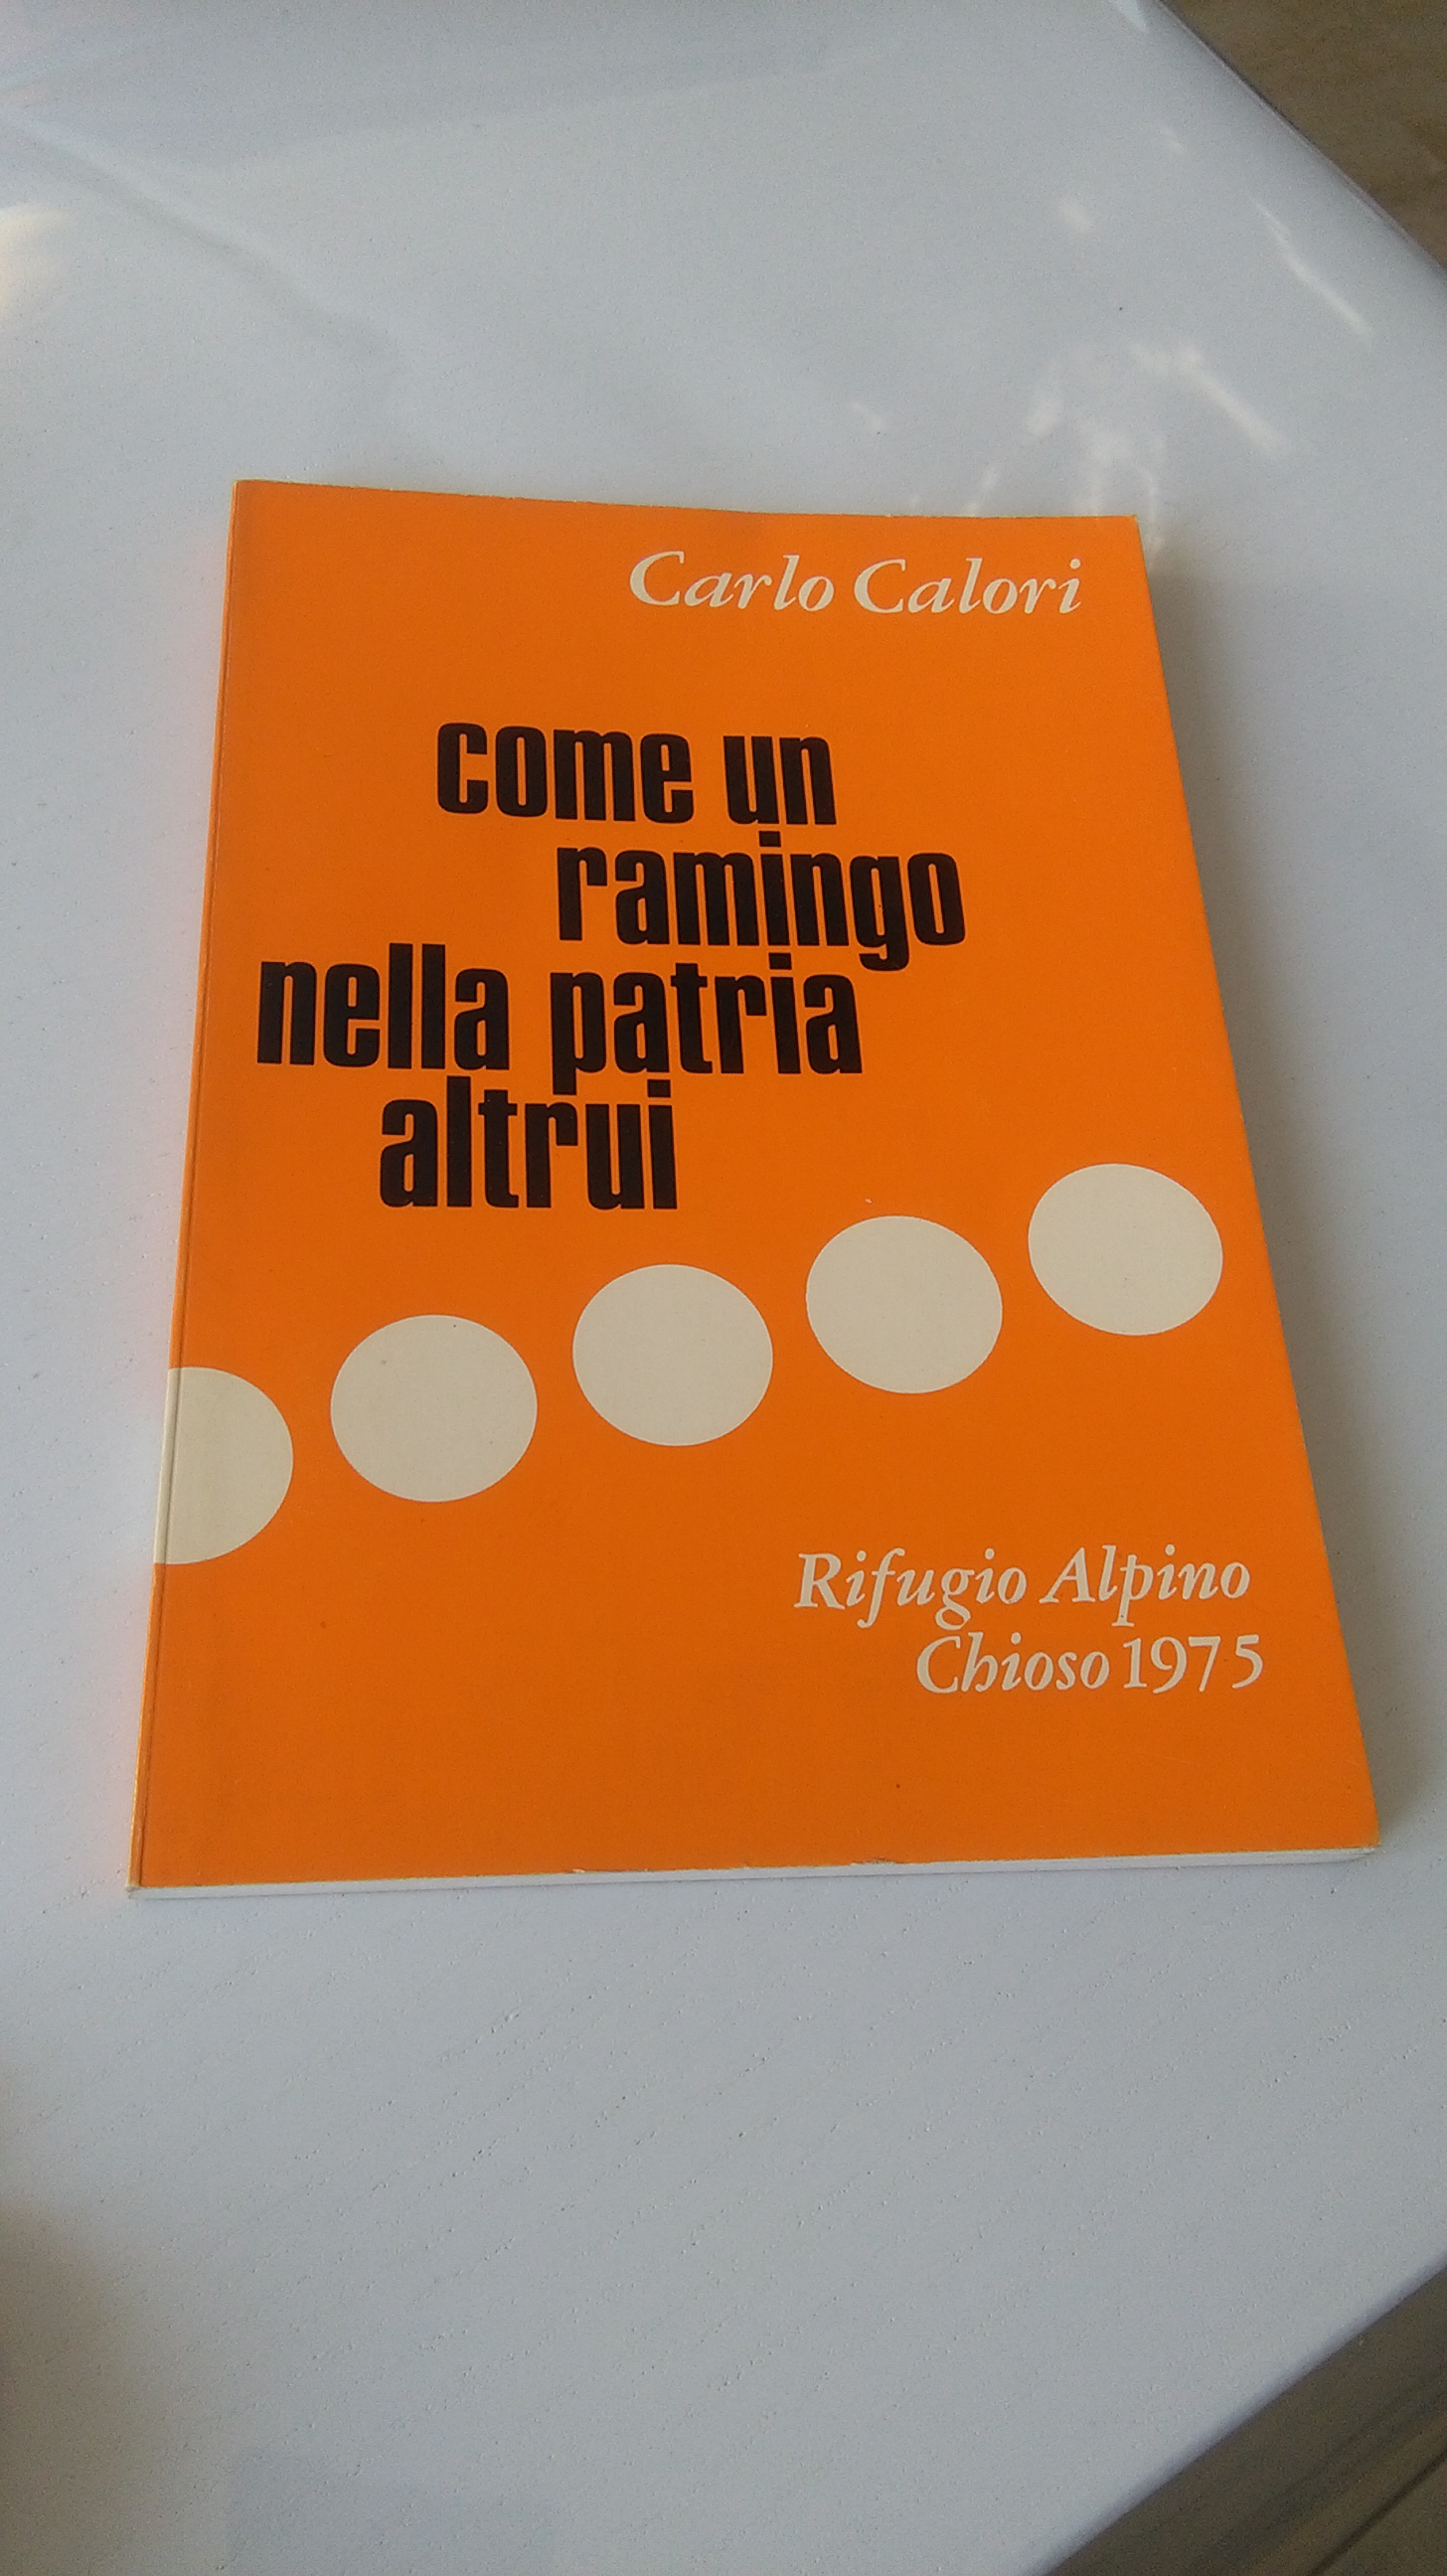 Carlo Calori
come un
ramingo
nella patria
altrui
Rifugio Alpino
Chioso 1975